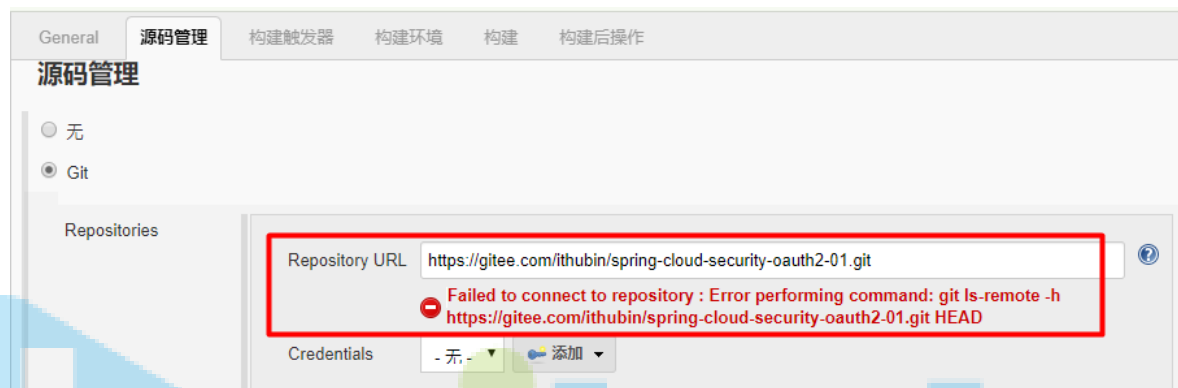 General 源码管理 构建触发器 构建环境 构建 构建后操作
源码管理
无
Git
Repositories
Repository URL https://gitee.com/ithubin/spring-cloud-security-oauth2-01.git
Failed to connect to repository : Error performing command: git ls-remote -h
https://gitee.com/ithubin/spring-cloud-security-oauth2-01.git HEAD
Credentials - 无 - 添加